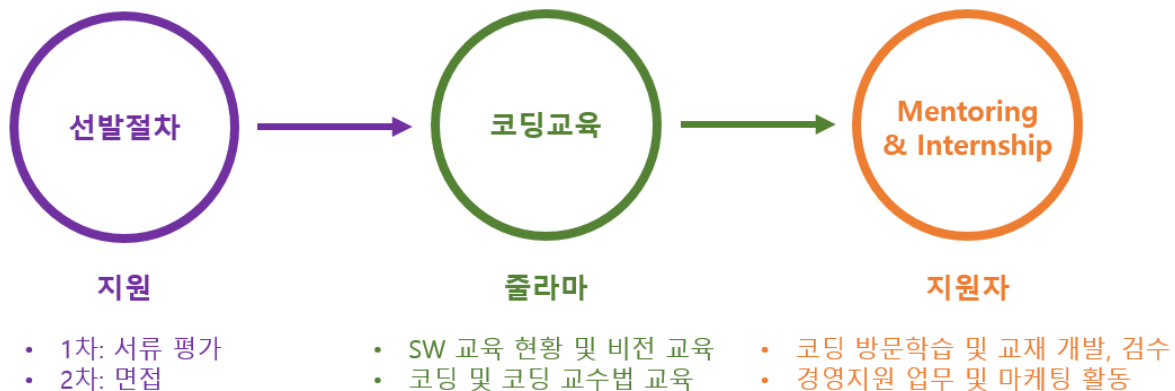 선발절차
코딩교육
Mentoring
& Internship
지원
줄라마
지원자
• 1차: 서류 평가
• 2차: 면접
• SW 교육 현황 및 비전 교육
• 코딩 및 코딩 교수법 교육
• 코딩 방문학습 및 교재 개발, 검수
• 경영지원 업무 및 마케팅 활동